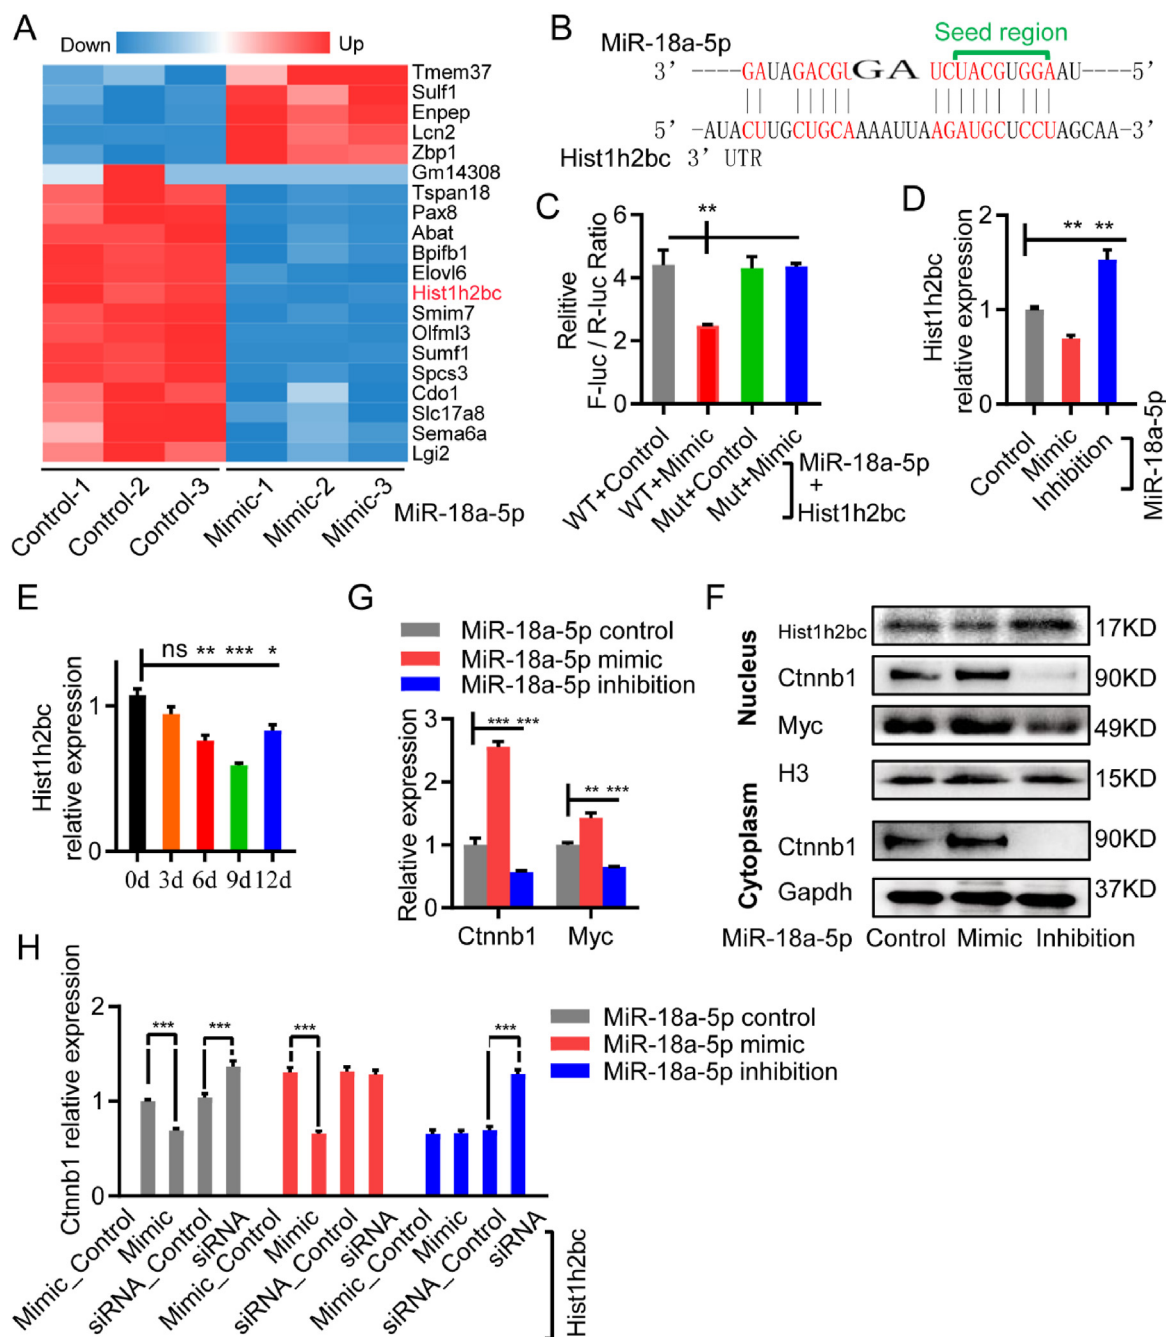 A
Down
Up
Tmem37
Sulf1
Enpep
Lcn2
Zbp1
Gm14308
Tspan18
Pax8
Abat
Bpifb1
Elovl6
Hist1h2bc
Smim7
Olfml3
Sumf1
Spcs3
Cdo1
Slc17a8
Sema6a
Lgi2
Control-1
Control-2
Control-3
Mimic-1
Mimic-2
Mimic-3
MiR-18a-5p
B
MiR-18a-5p
Seed region
3' -----GAUAGACGUGA UCUACGUGGAAU-----5'
5' -AUACUUGCUGCAAAAUUAAGAUGCUCCUAGCAA-3'
Hist1h2bc 3' UTR
C
Relitive
F-luc / R-luc Ratio
6
4
2
0
**
WT+Control
WT+Mimic
Mut+Control
Mut+Mimic
MiR-18a-5p
+
Hist1h2bc
D
Hist1h2bc
relative expression
2
1
0
** **
Control
Mimic
Inhibition
MiR-18a-5p
E
Hist1h2bc
relative expression
1
0
ns ** *** *
0d 3d 6d 9d 12d
G
MiR-18a-5p control
MiR-18a-5p mimic
MiR-18a-5p inhibition
Relative expression
3
2
1
0
*** ***
** ***
Ctnnb1 Myc
F
Nucleus
Hist1h2bc 17KD
Ctnnb1 90KD
Myc 49KD
H3 15KD
Cytoplasm
Ctnnb1 90KD
Gapdh 37KD
MiR-18a-5p Control Mimic Inhibition
H
Ctnnb1 relative expression
2
1
0
*** *** *** ***
MiR-18a-5p control
MiR-18a-5p mimic
MiR-18a-5p inhibition
Mimic_Control
Mimic
siRNA_Control
siRNA
Mimic_Control
Mimic
siRNA_Control
siRNA
Mimic_Control
Mimic
siRNA_Control
siRNA
Hist1h2bc